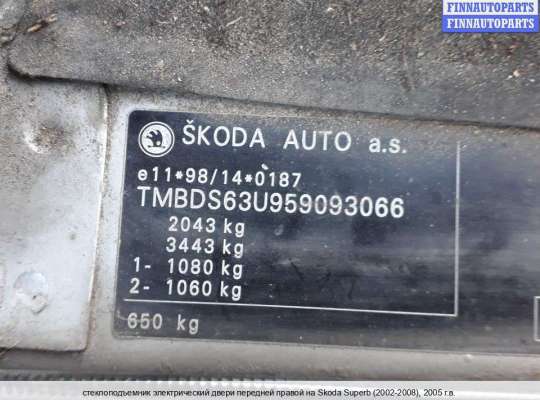 FINNAUTOPARTS
FINNAUTOPARTS
FINNAUTOPARTS
ŠKODA AUTO a.s.
e11*98/14*0187
TMBDS63U959093066
2043 kg
3443 kg
1- 1080 kg
2- 1060 kg
650 kg
стеклоподъемник электрический двери передней правой на Skoda Superb (2002-2008), 2005 г.в.